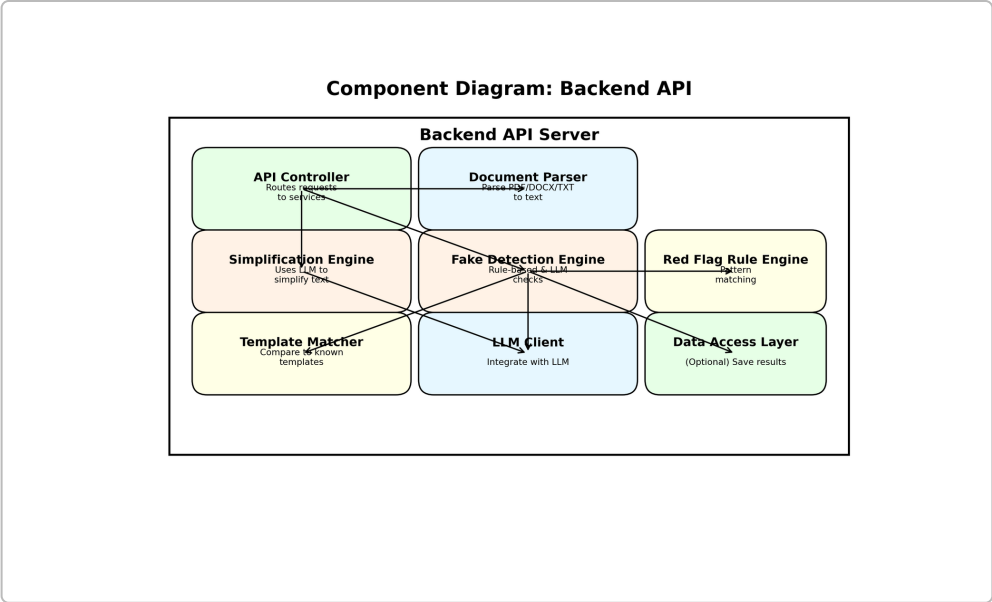 Component Diagram: Backend API
Backend API Server
API Controller
Routes requests
to services
Document Parser
Parse PDF/DOCX/TXT
to text
Simplification Engine
Uses LLM to
simplify text
Fake Detection Engine
Rule-based & LLM
checks
Red Flag Rule Engine
Pattern
matching
Template Matcher
Compare to known
templates
LLM Client
Integrate with LLM
Data Access Layer
(Optional) Save results